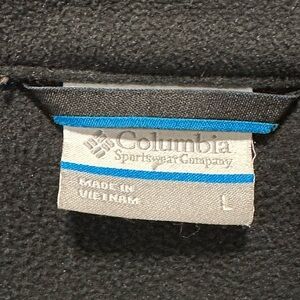 Columbia
Sportswear Company
MADE IN
VIETNAM
L